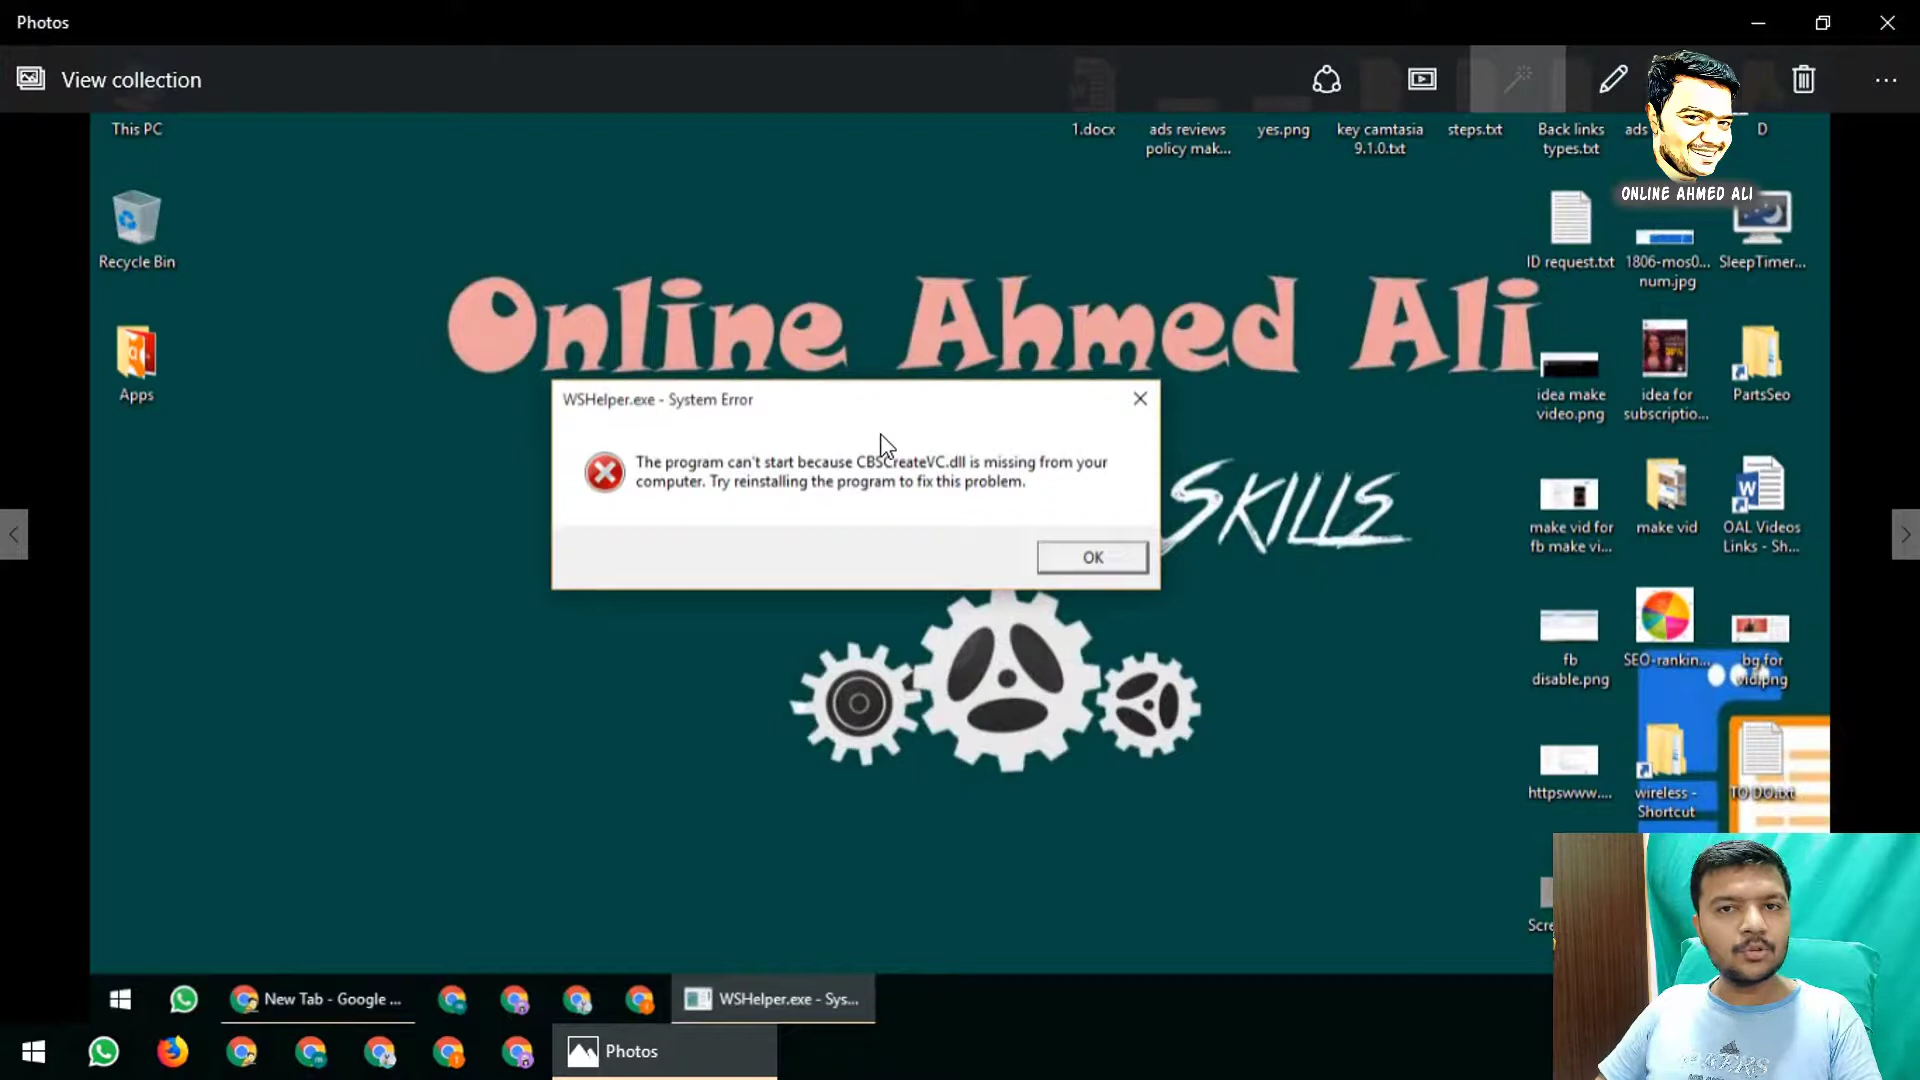 Photos
View collection
ONLINE AHMED ALI
This PC
1.docx
ads reviews
policy mak...
yes.png
key camtasia
9.1.0.txt
steps.txt
Back links
types.txt
ads
D
Recycle Bin
ID request.txt
1806-mos0...
num.jpg
SleepTimer...
Online Ahmed Ali
Apps
idea make
video.png
idea for
subscriptio...
PartsSeo
WSHelper.exe - System Error
The program can't start because CBSCreateVC.dll is missing from your
computer. Try reinstalling the program to fix this problem.
OK
SKILLS
make vid for
fb make vi...
make vid
OAL Videos
Links - Sh...
fb
disable.png
SEO-rankin...
bg for
vid.png
httpswww....
wireless -
Shortcut
TO DO.txt
Scre
New Tab - Google ...
WSHelper.exe - Sys...
Photos